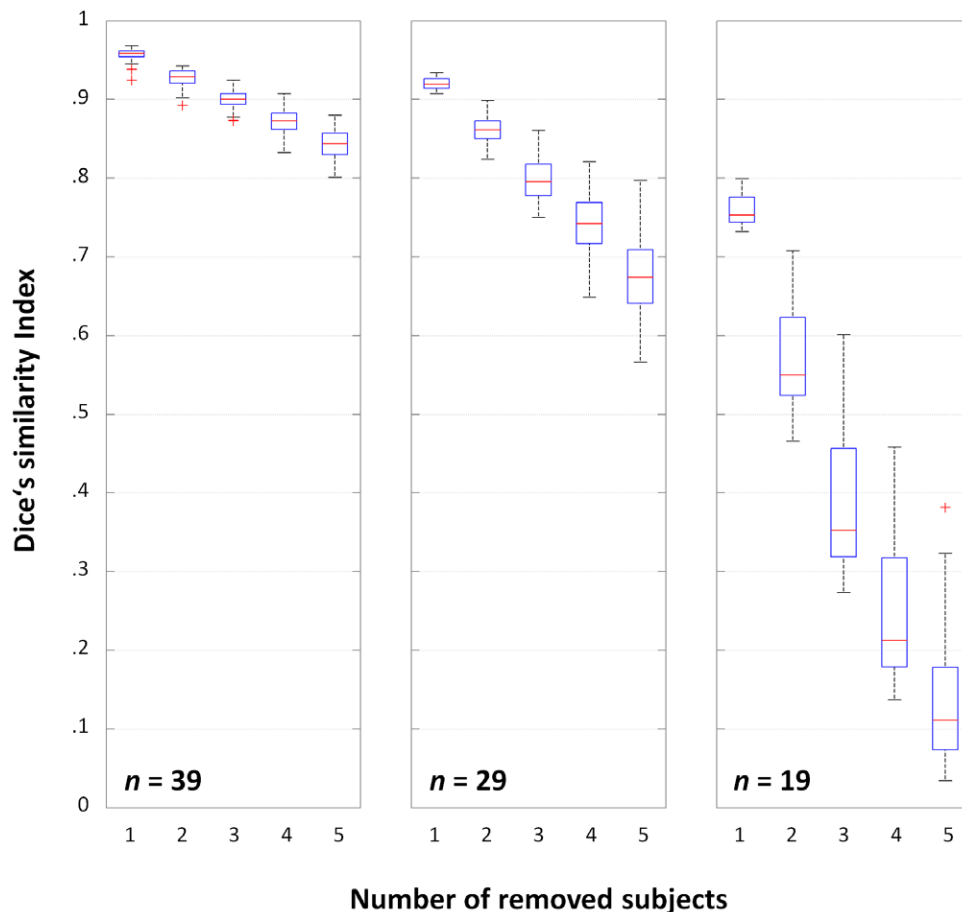 Dice‘s similarity Index
1
.9
.8
.7
.6
.5
.4
.3
.2
.1
0
n = 39
n = 29
n = 19
1 2 3 4 5
1 2 3 4 5
1 2 3 4 5
Number of removed subjects